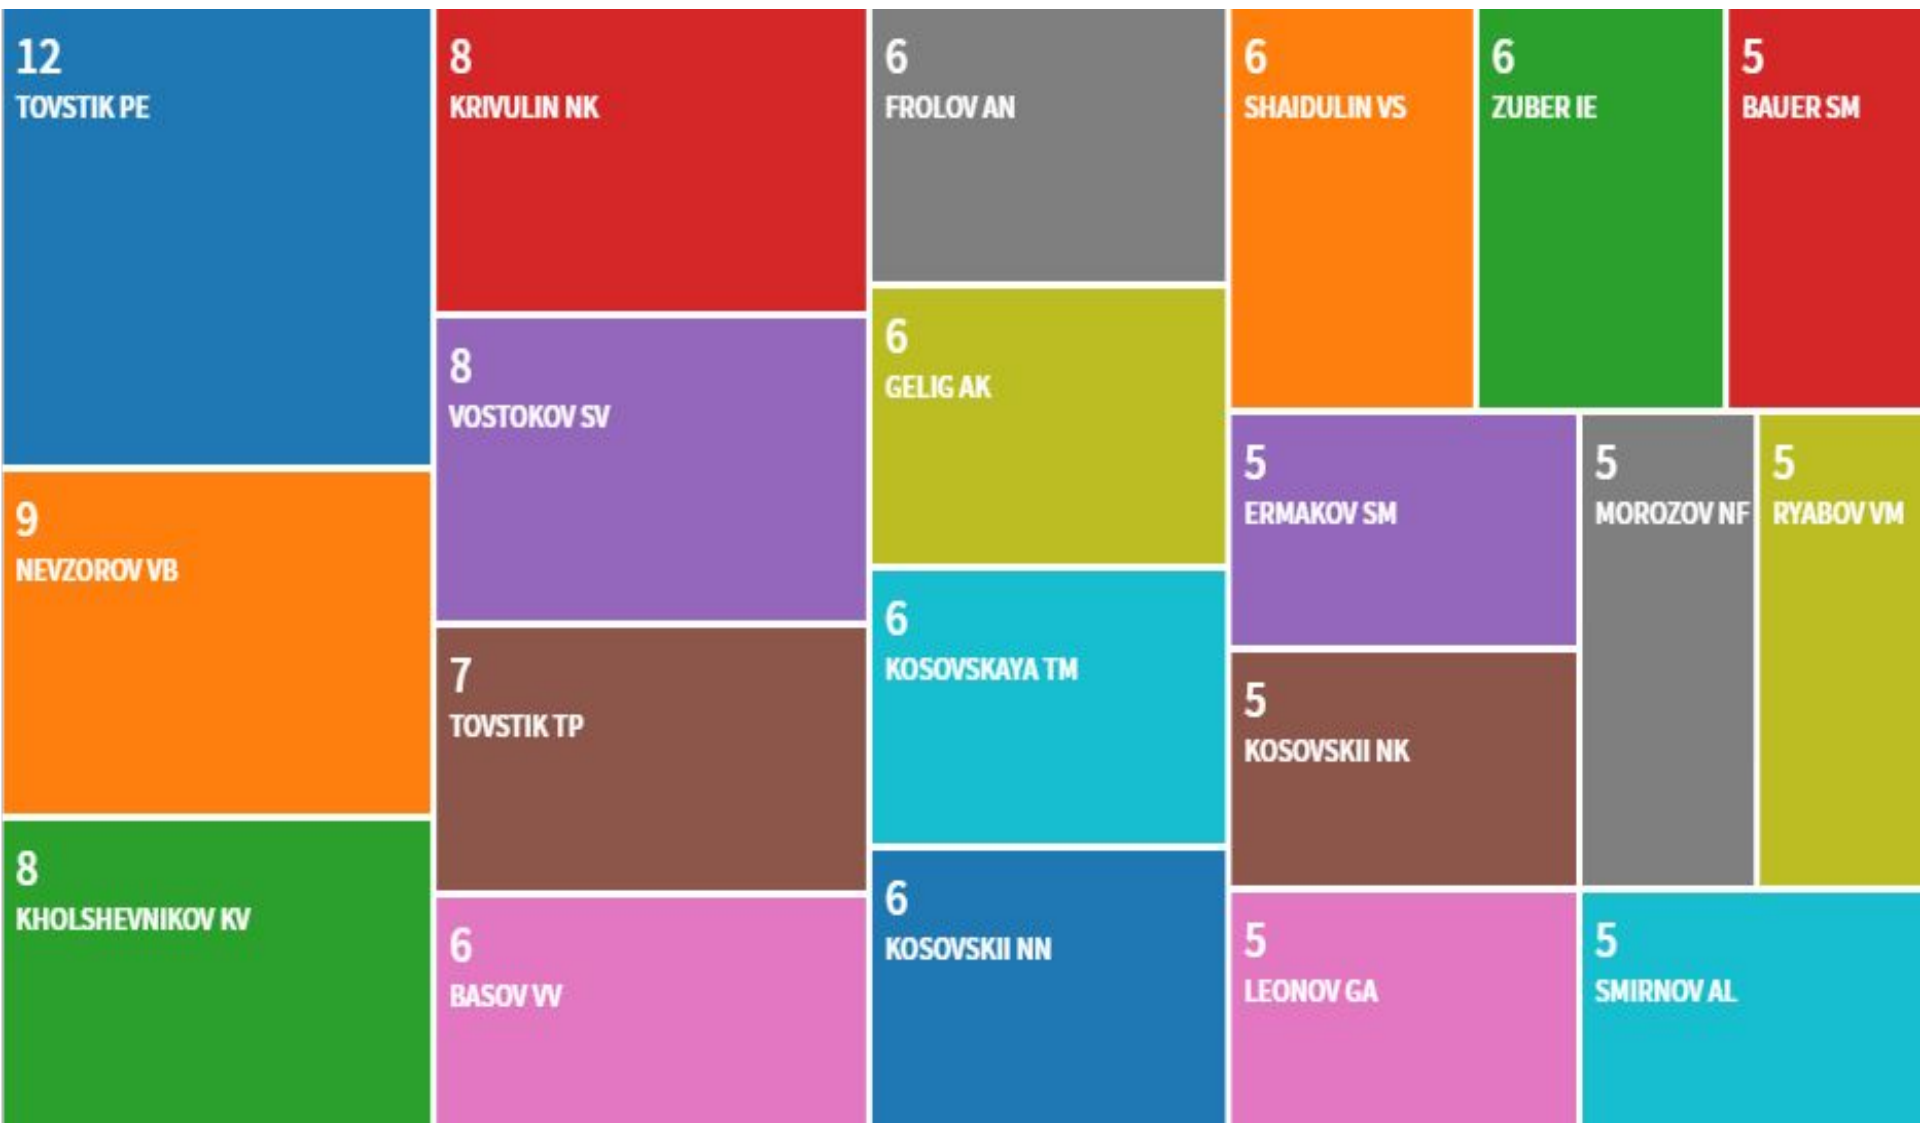 12
TOVSTIK PE
9
NEVZOROV VB
8
KHOLSHEVNIKOV KV
8
KRIVULIN NK
8
VOSTOKOV SV
7
TOVSTIK TP
6
BASOV VV
6
FROLOV AN
6
GELIG AK
6
KOSOVSKAYA TM
6
KOSOVSKII NN
6
SHAIDULIN VS
6
ZUBER IE
5
BAUER SM
5
ERMAKOV SM
5
KOSOVSKII NK
5
LEONOV GA
5
MOROZOV NF
5
RYABOV VM
5
SMIRNOV AL